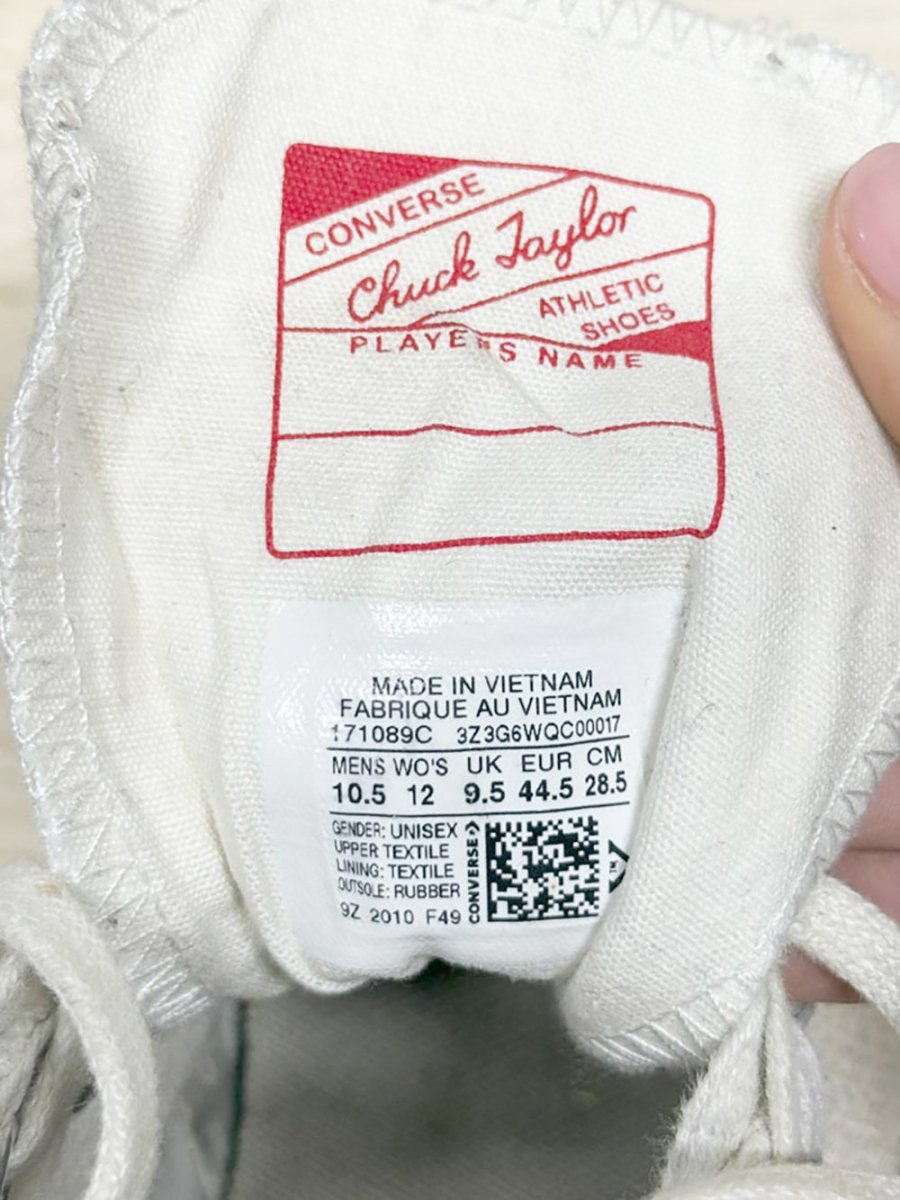 CONVERSE
Chuck Taylor
ATHLETIC
SHOES
PLAYERS NAME
MADE IN VIETNAM
FABRIQUE AU VIETNAM
171089C 3Z3G6WQC00017
MENS WO'S UK EUR CM
10.5 12 9.5 44.5 28.5
GENDER: UNISEX
UPPER TEXTILE
LINING: TEXTILE
OUTSOLE: RUBBER
9Z 2010 F49
CONVERSE
TM